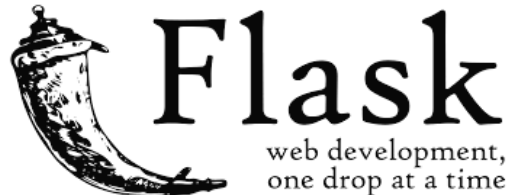 Flask
web development,
one drop at a time